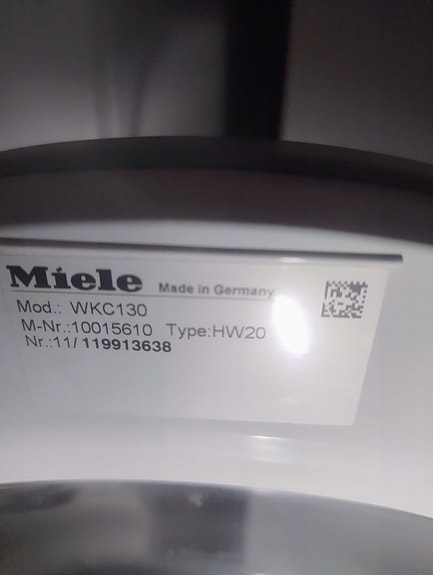 Miele Made in Germany
Mod.: WKC130
M-Nr.:10015610 Type:HW20
Nr.:11/ 119913638